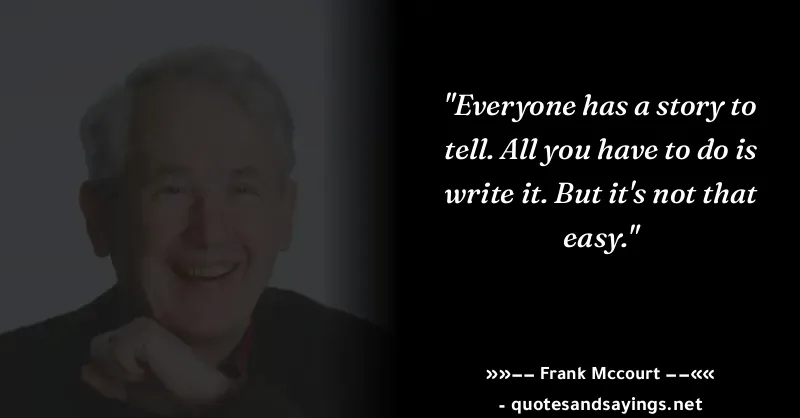 "Everyone has a story to
tell. All you have to do is
write it. But it's not that
easy."
»»−− Frank Mccourt −−««
- quotesandsayings.net